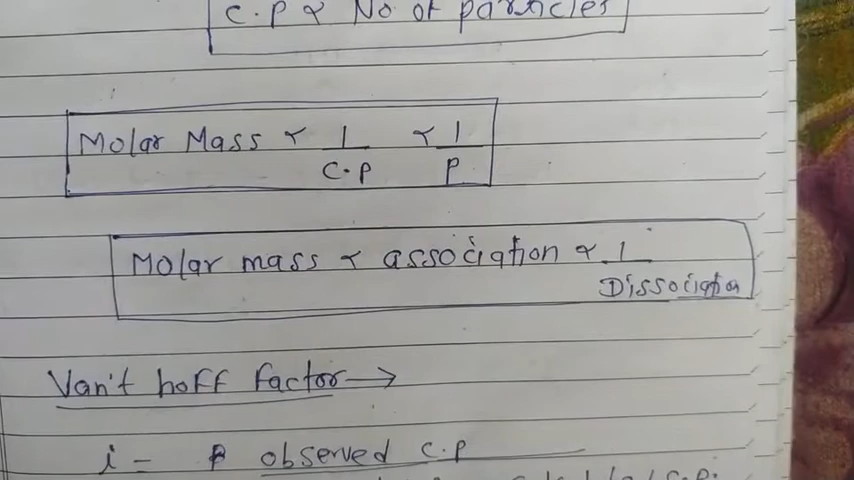 C.P ∝ No of particles
Molar Mass ∝ 1/C.P ∝ 1/P
Molar mass ∝ association ∝ 1/Dissociation
Van't hoff factor →
i = observed C.P
C.P.